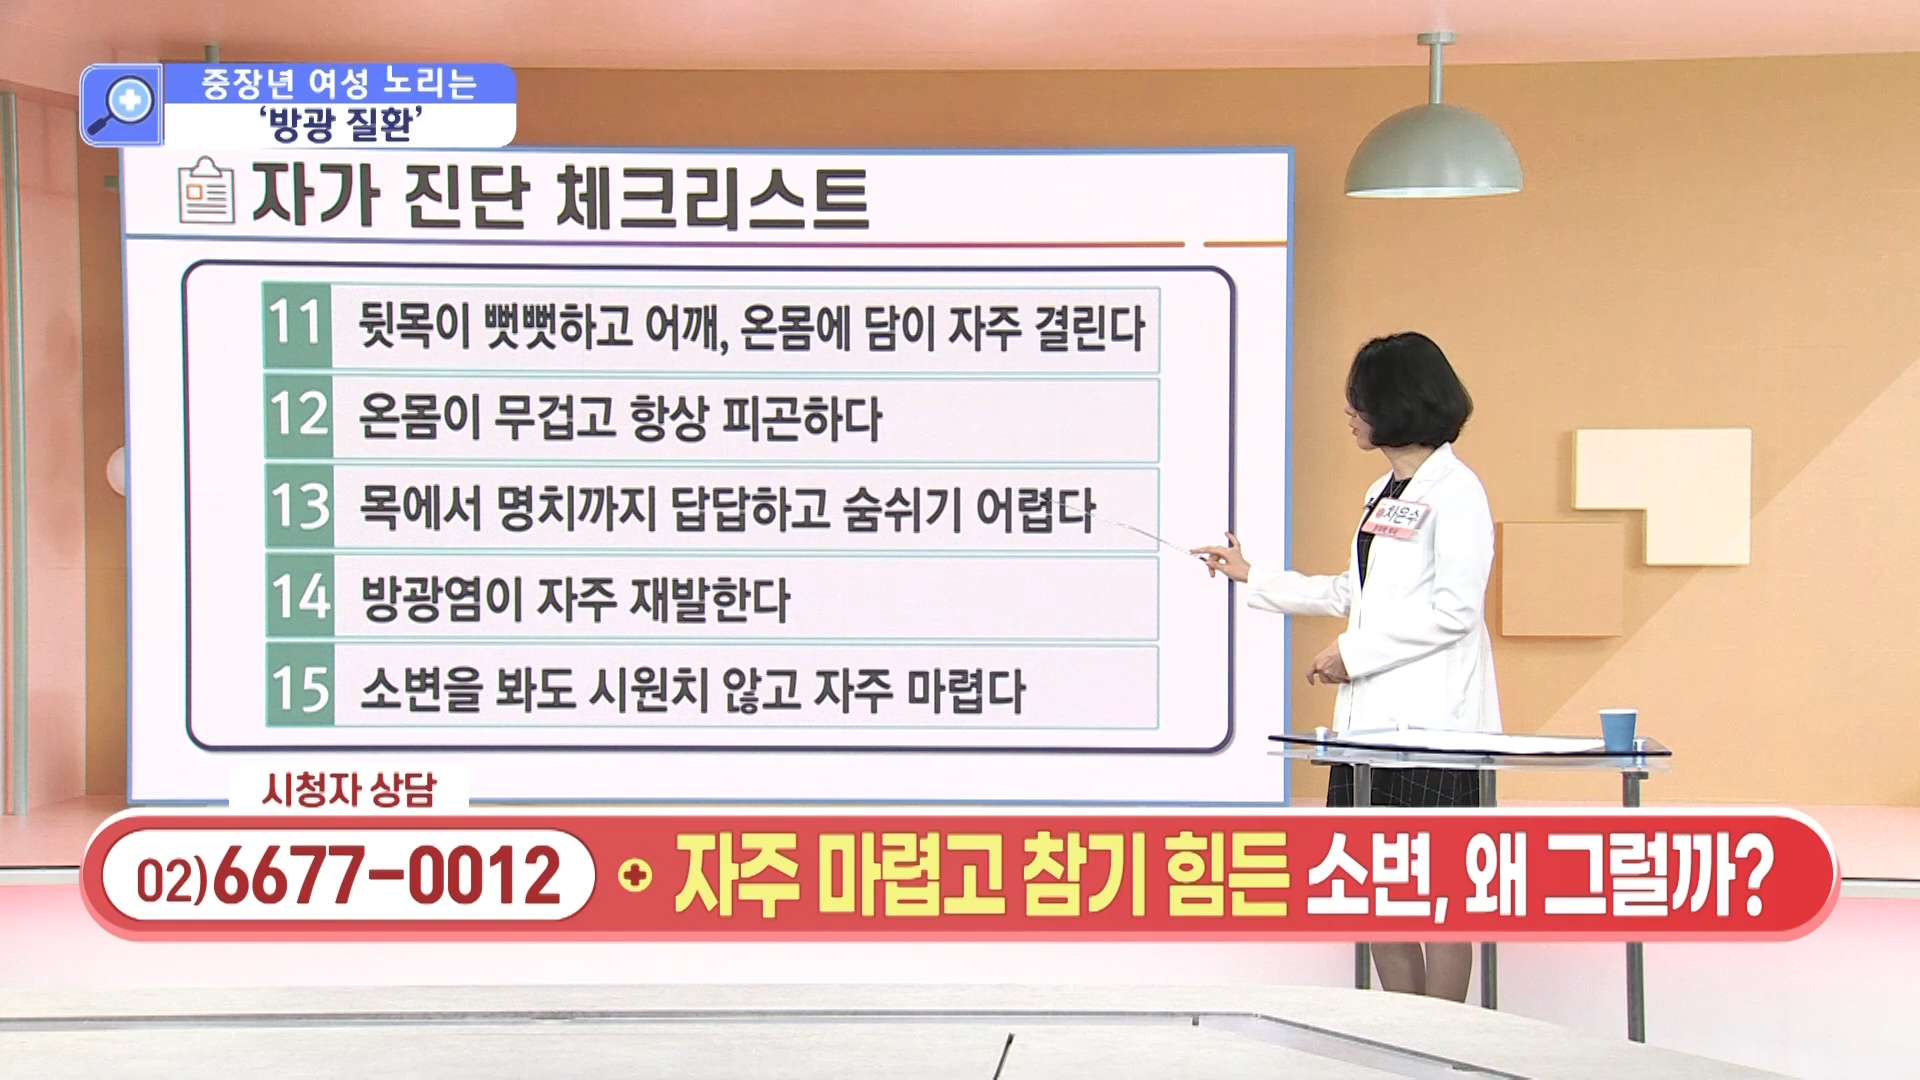 중장년 여성 노리는
‘방광 질환’
자가 진단 체크리스트
11 뒷목이 뻣뻣하고 어깨, 온몸에 담이 자주 결린다
12 온몸이 무겁고 항상 피곤하다
13 목에서 명치까지 답답하고 숨쉬기 어렵다
14 방광염이 자주 재발한다
15 소변을 봐도 시원치 않고 자주 마렵다
차은수
시청자 상담
02)6677-0012
자주 마렵고 참기 힘든 소변, 왜 그럴까?